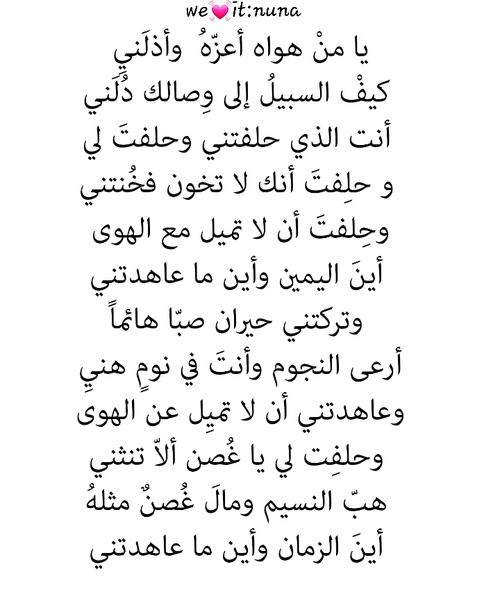 we💓it:nuna
يا منْ هواه أعزّهُ وأذلَني
كيفْ السبيلُ إلى وِصالك دُلَني
أنت الذي حلفتني وحلفتَ لي
و حلِفتَ أنك لا تخون فخُنتني
وحِلفتَ أن لا تميل مع الهوى
أينَ اليمين وأين ما عاهدتني
وتركتني حيران صبّا هائماً
أرعى النجوم وأنتَ في نومٍ هنيِ
وعاهدتني أن لا تميِل عن الهوى
وحلفِت لي يا غُصن ألاّ تنثني
هبّ النسيم ومالَ غُصنٌ مثلهُ
أينَ الزمان وأين ما عاهدتني